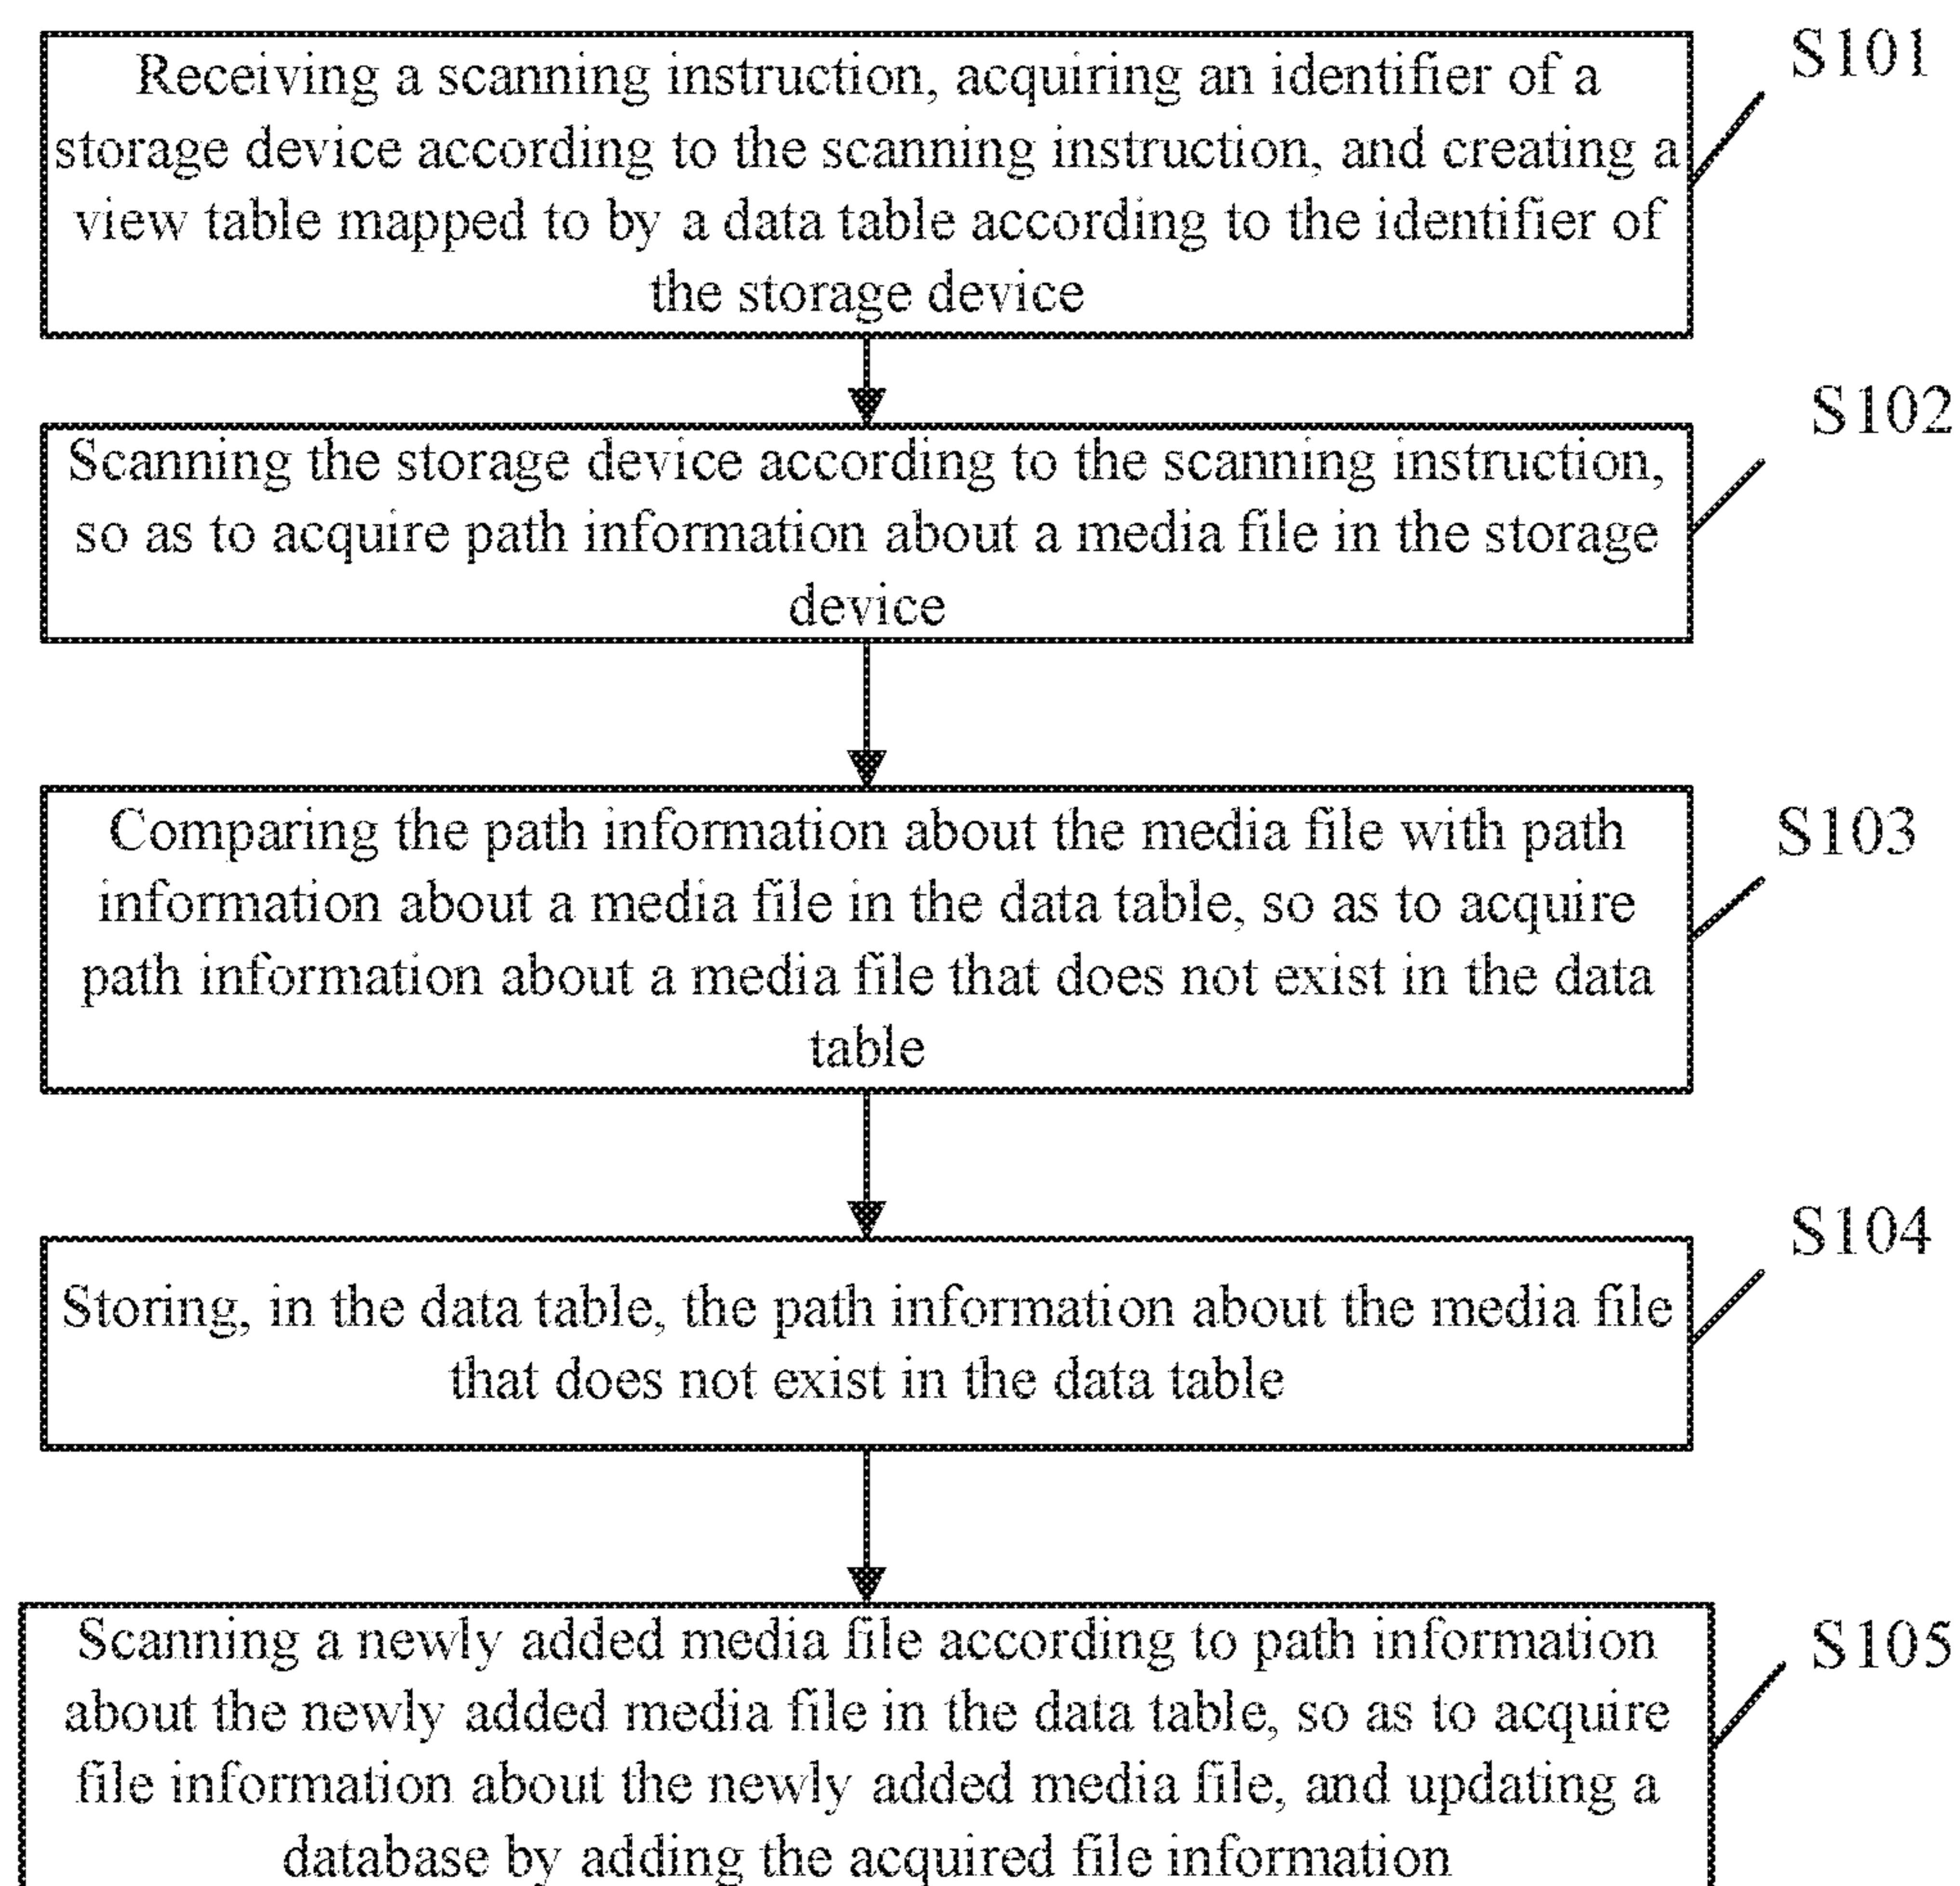 Receiving a scanning instruction, acquiring an identifier of a
storage device according to the scanning instruction, and creating a
view table mapped to by a data table according to the identifier of
the storage device
S101
Scanning the storage device according to the scanning instruction,
so as to acquire path information about a media file in the storage
device
S102
Comparing the path information about the media file with path
information about a media file in the data table, so as to acquire
path information about a media file that does not exist in the data
table
S103
Storing, in the data table, the path information about the media file
that does not exist in the data table
S104
Scanning a newly added media file according to path information
about the newly added media file in the data table, so as to acquire
file information about the newly added media file, and updating a
database by adding the acquired file information
S105